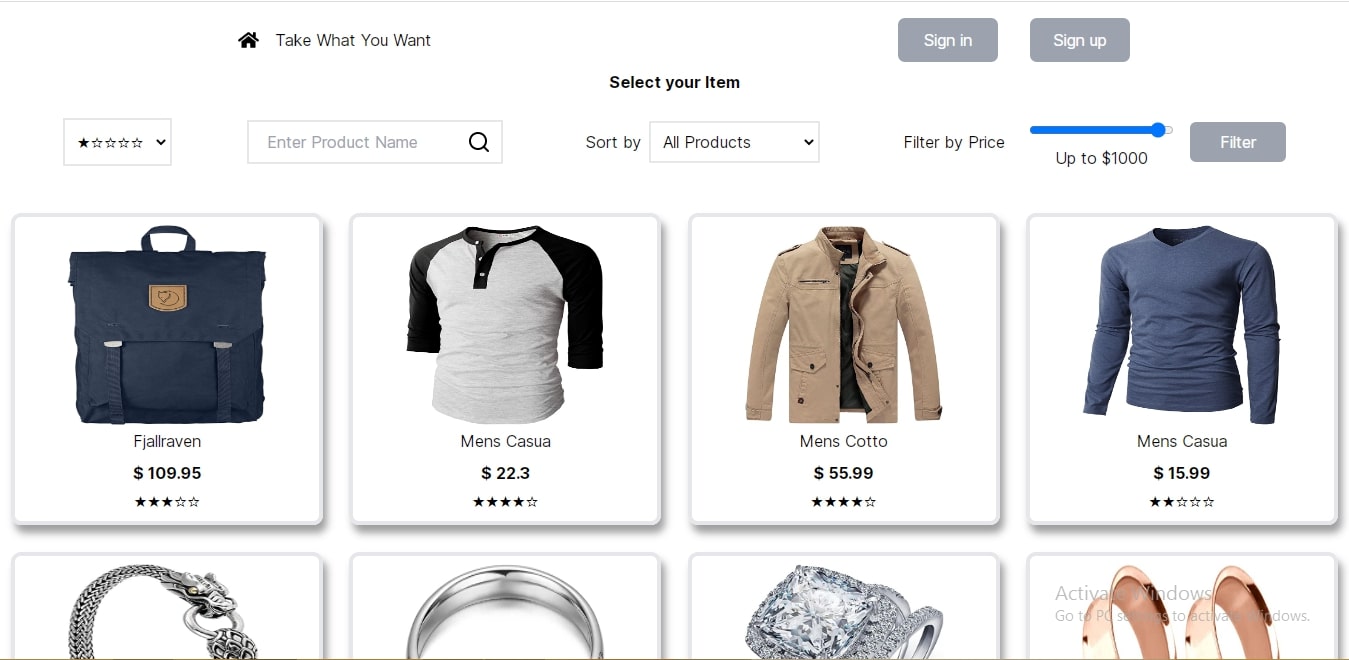 Take What You Want
Sign in
Sign up
Select your Item
★☆☆☆☆
Enter Product Name
Sort by
All Products
Filter by Price
Up to $1000
Filter
Fjallraven
$ 109.95
★★★☆☆
Mens Casua
$ 22.3
★★★★☆
Mens Cotto
$ 55.99
★★★★☆
Mens Casua
$ 15.99
★★☆☆☆
Activate Windows
Go to PC settings to activate Windows.